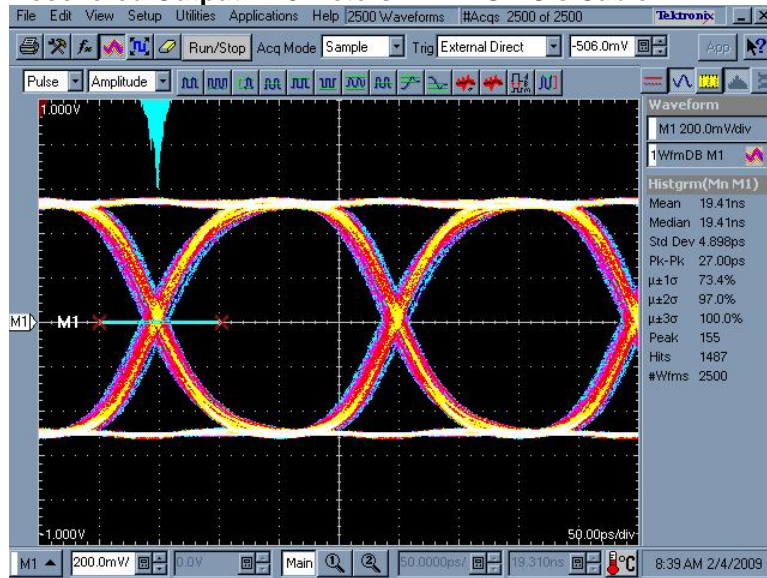 File Edit View Setup Utilities Applications Help 2500 Waveforms #Acqs 2500 of 2500 Tektronix
Run/Stop Acq Mode Sample Trig External Direct -506.0mV App
Pulse Amplitude
1.000V
Waveform
M1 200.0mV/div
1 WfmDB M1
Histgrm(Mn M1)
Mean 19.41ns
Median 19.41ns
Std Dev 4.898ps
Pk-Pk 27.00ps
µ±1σ 73.4%
µ±2σ 97.0%
µ±3σ 100.0%
Peak 155
Hits 1487
#Wfms 2500
M1 M1
-1.000V 50.00ps/div
M1 200.0mV/ 0.0V Main 50.0000ps/ 19.310ns °C 8:39 AM 2/4/2009